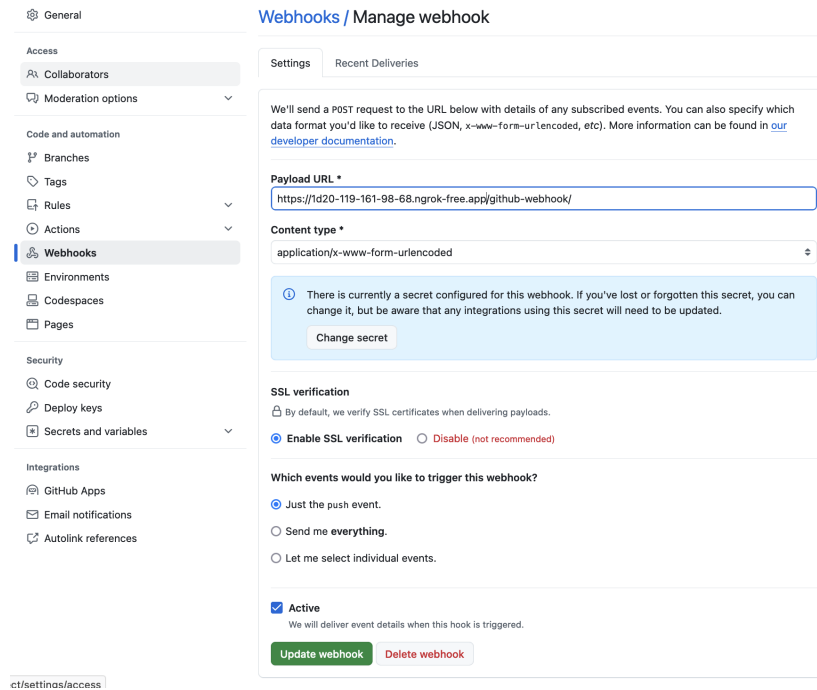 General
Access
Collaborators
Moderation options
Code and automation
Branches
Tags
Rules
Actions
Webhooks
Environments
Codespaces
Pages
Security
Code security
Deploy keys
Secrets and variables
Integrations
GitHub Apps
Email notifications
Autolink references
Webhooks / Manage webhook
Settings Recent Deliveries
We'll send a POST request to the URL below with details of any subscribed events. You can also specify which
data format you'd like to receive (JSON, x-www-form-urlencoded, etc). More information can be found in our
developer documentation.
Payload URL *
https://1d20-119-161-98-68.ngrok-free.app/github-webhook/
Content type *
application/x-www-form-urlencoded
There is currently a secret configured for this webhook. If you've lost or forgotten this secret, you can
change it, but be aware that any integrations using this secret will need to be updated.
Change secret
SSL verification
By default, we verify SSL certificates when delivering payloads.
Enable SSL verification Disable (not recommended)
Which events would you like to trigger this webhook?
Just the push event.
Send me everything.
Let me select individual events.
Active
We will deliver event details when this hook is triggered.
Update webhook Delete webhook
ct/settings/access